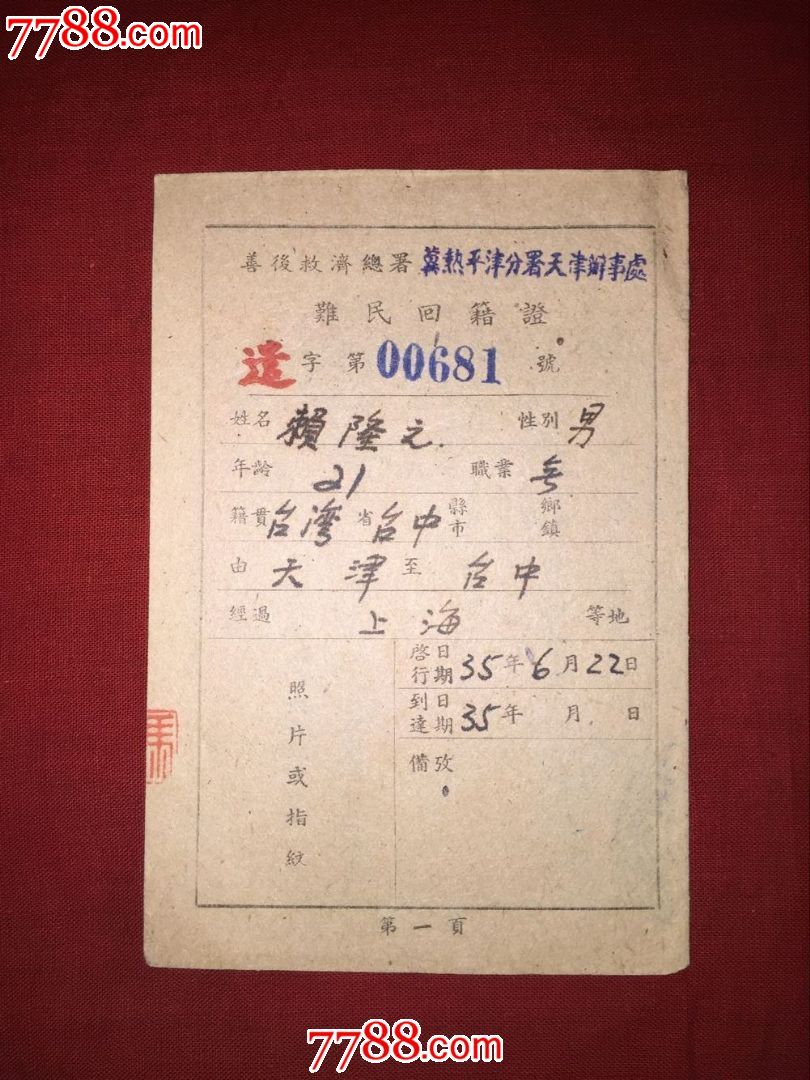 7788.com
善後救濟總署冀熱平津分署天津辦事處
難民回籍證
遣字第00681號
姓名 賴隆元 性別 男
年齡 21 職業 無
籍貫 台灣 省 台中 縣市 鄉鎮
由 天津 至 台中
經過 上海 等地
啓行日期 35年6月22日
到達日期 35年 月 日
備攷
照片或指紋
第一頁
7788.com